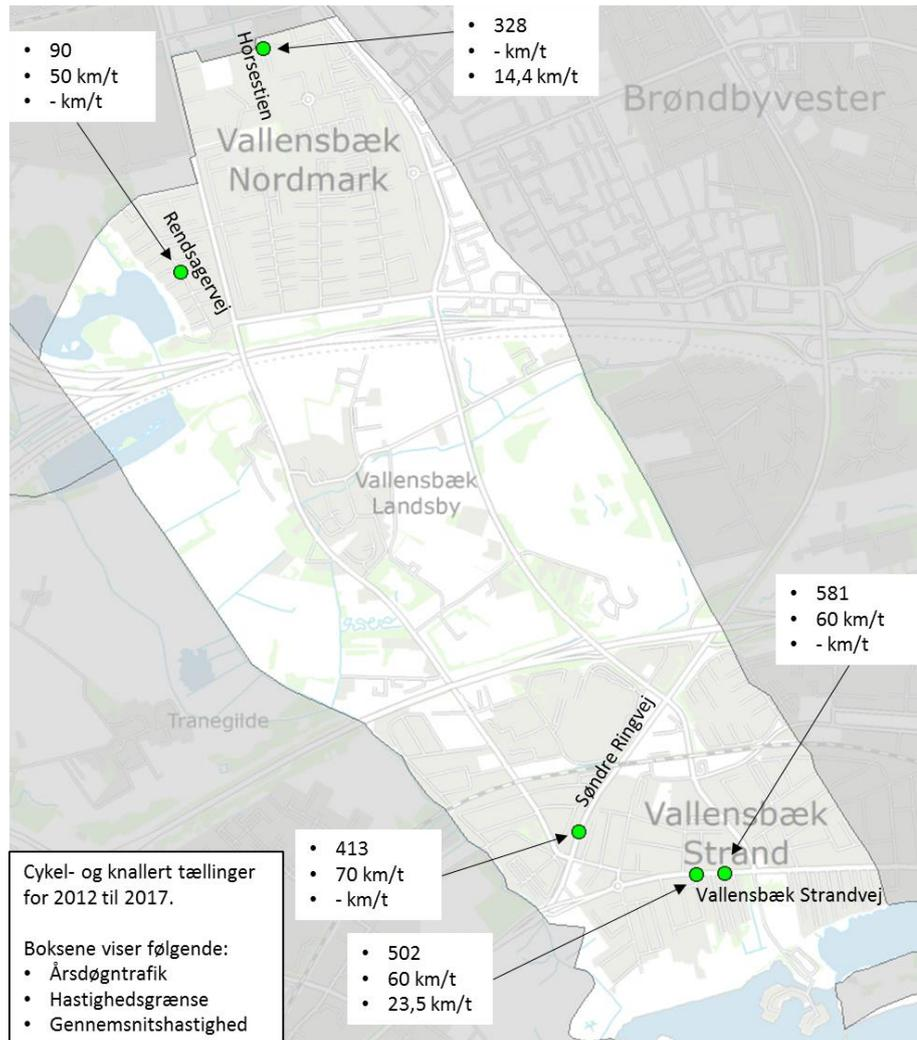 • 90
• 50 km/t
• - km/t
• 328
• - km/t
• 14,4 km/t
Horsestien
Brøndbyvester
Vallensbæk
Nordmark
Rendsagervej
Vallensbæk
Landsby
• 581
• 60 km/t
• - km/t
Tranegilde
Søndre Ringvej
Vallensbæk
Strand
• 413
• 70 km/t
• - km/t
Vallensbæk Strandvej
• 502
• 60 km/t
• 23,5 km/t
Cykel- og knallert tællinger
for 2012 til 2017.
Boksene viser følgende:
• Årsdøgntrafik
• Hastighedsgrænse
• Gennemsnitshastighed